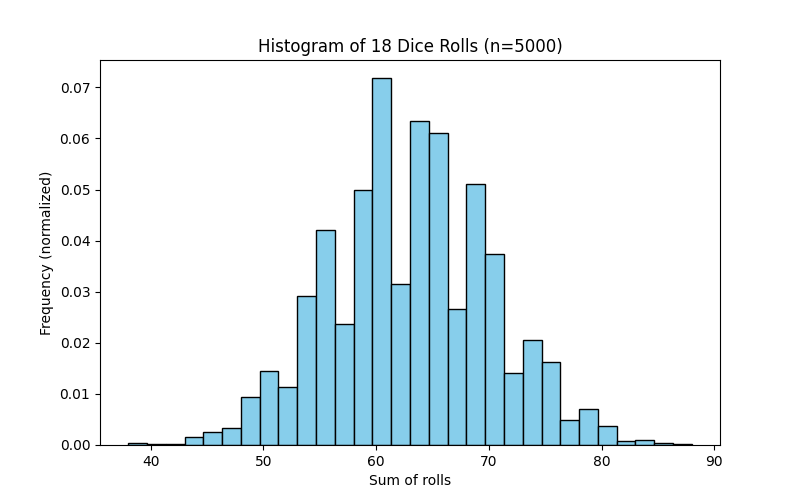 Histogram of 18 Dice Rolls (n=5000)
Frequency (normalized)
0.07
0.06
0.05
0.04
0.03
0.02
0.01
0.00
40 50 60 70 80 90
Sum of rolls